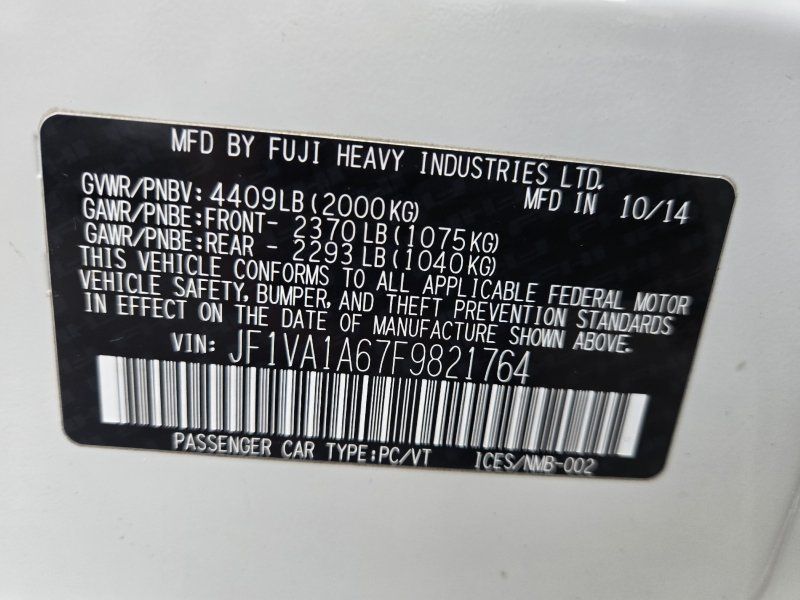 MFD BY FUJI HEAVY INDUSTRIES LTD.
GVWR/PNBV: 4409LB(2000KG) MFD IN 10/14
GAWR/PNBE:FRONT- 2370LB(1075KG)
GAWR/PNBE:REAR - 2293LB(1040KG)
THIS VEHICLE CONFORMS TO ALL APPLICABLE FEDERAL MOTOR
VEHICLE SAFETY, BUMPER, AND THEFT PREVENTION STANDARDS
IN EFFECT ON THE DATE OF MANUFACTURE SHOWN ABOVE.
VIN: JF1VA1A67F9821764
PASSENGER CAR TYPE:PC/VT ICES/NMB-002